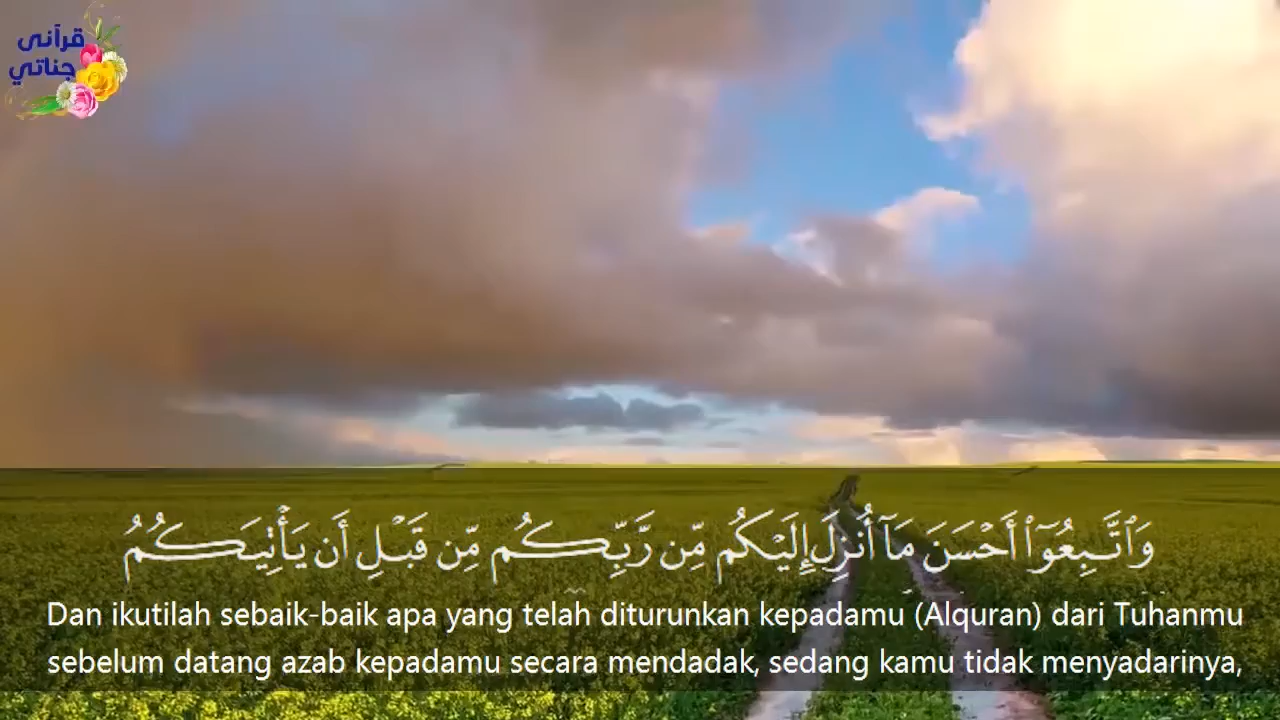 قرآنى
جناتي
وَٱتَّبِعُوٓا۟ أَحْسَنَ مَآ أُنزِلَ إِلَيْكُم مِّن رَّبِّكُم مِّن قَبْلِ أَن يَأْتِيَكُمُ
Dan ikutilah sebaik-baik apa yang telah diturunkan kepadamu (Alquran) dari Tuhanmu
sebelum datang azab kepadamu secara mendadak, sedang kamu tidak menyadarinya,